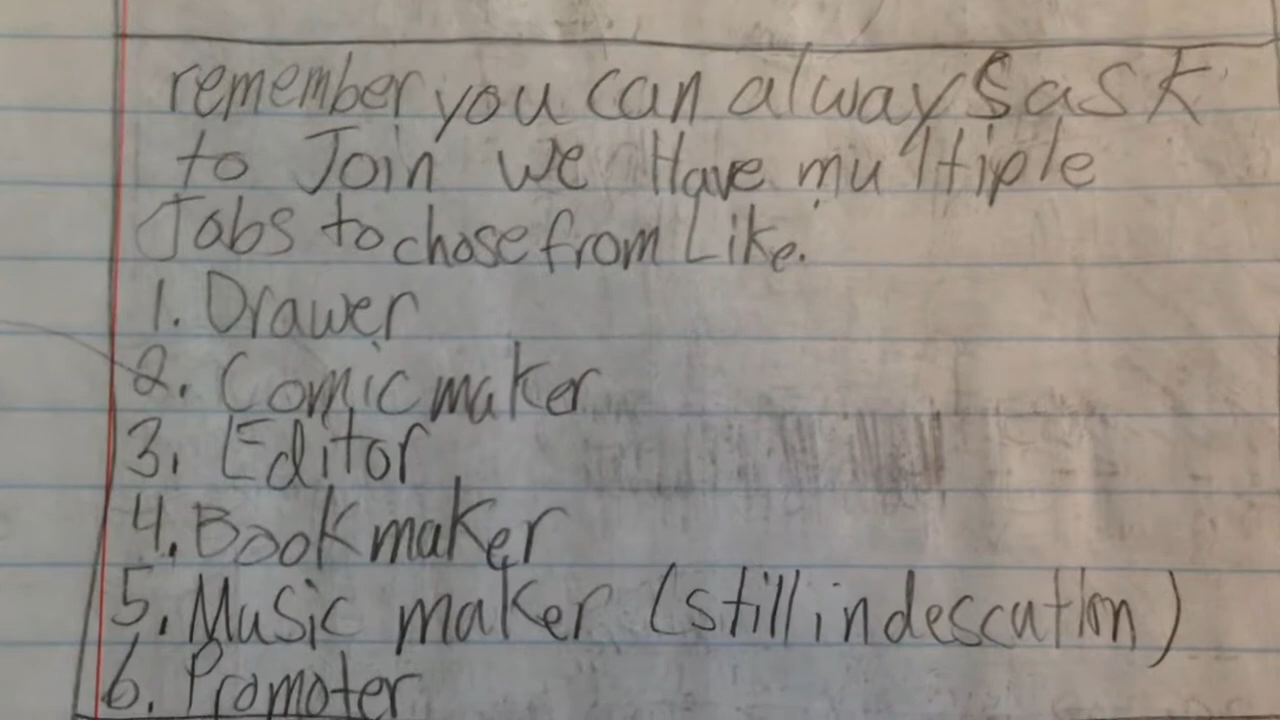 remember you can always ask
to Join we Have multiple
Jobs to chose from Like.
1. Drawer
2. Comic maker
3. Editor
4. Book maker
5. Music maker (still in descution)
6. Promoter